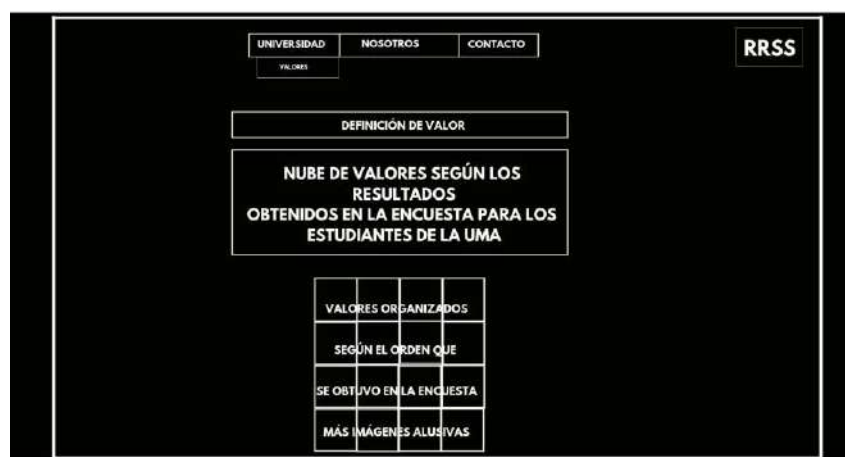 UNIVERSIDAD NOSOTROS CONTACTO
RRSS
VALORES
DEFINICIÓN DE VALOR
NUBE DE VALORES SEGÚN LOS
RESULTADOS
OBTENIDOS EN LA ENCUESTA PARA LOS
ESTUDIANTES DE LA UMA
VALORES ORGANIZADOS
SEGÚN EL ORDEN QUE
SE OBTUVO EN LA ENCUESTA
MÁS IMÁGENES ALUSIVAS